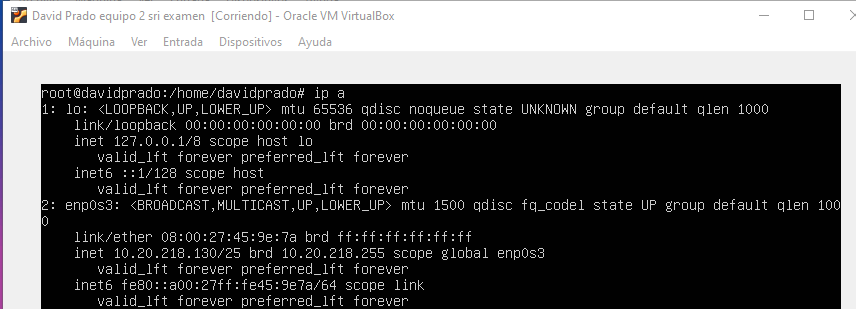 David Prado equipo 2 sri examen [Corriendo] - Oracle VM VirtualBox
Archivo Máquina Ver Entrada Dispositivos Ayuda
root@davidprado:/home/davidprado# ip a
1: lo: <LOOPBACK,UP,LOWER_UP> mtu 65536 qdisc noqueue state UNKNOWN group default qlen 1000
    link/loopback 00:00:00:00:00:00 brd 00:00:00:00:00:00
    inet 127.0.0.1/8 scope host lo
       valid_lft forever preferred_lft forever
    inet6 ::1/128 scope host
       valid_lft forever preferred_lft forever
2: enp0s3: <BROADCAST,MULTICAST,UP,LOWER_UP> mtu 1500 qdisc fq_codel state UP group default qlen 100
0
    link/ether 08:00:27:45:9e:7a brd ff:ff:ff:ff:ff:ff
    inet 10.20.218.130/25 brd 10.20.218.255 scope global enp0s3
       valid_lft forever preferred_lft forever
    inet6 fe80::a00:27ff:fe45:9e7a/64 scope link
       valid_lft forever preferred_lft forever